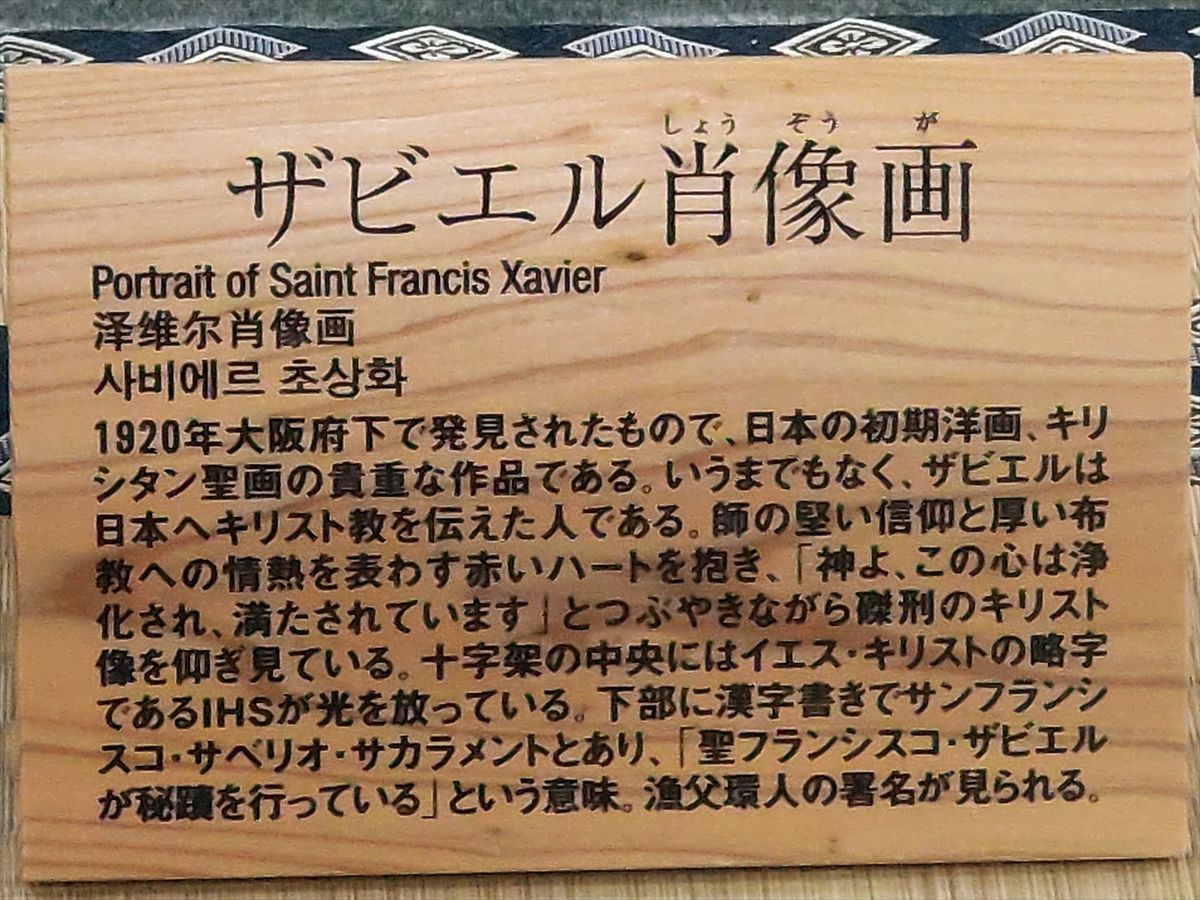 しょう ぞう が
ザビエル肖像画
Portrait of Saint Francis Xavier
泽维尔肖像画
사비에르 초상화
1920年大阪府下で発見されたもので、日本の初期洋画、キリ
シタン聖画の貴重な作品である。いうまでもなく、ザビエルは
日本へキリスト教を伝えた人である。師の堅い信仰と厚い布
教への情熱を表わす赤いハートを抱き、「神よ、この心は浄
化され、満たされています」とつぶやきながら磔刑のキリスト
像を仰ぎ見ている。十字架の中央にはイエス・キリストの略字
であるIHSが光を放っている。下部に漢字書きでサンフランシ
スコ・サベリオ・サカラメントとあり、「聖フランシスコ・ザビエル
が秘蹟を行っている」という意味。漁父環人の署名が見られる。